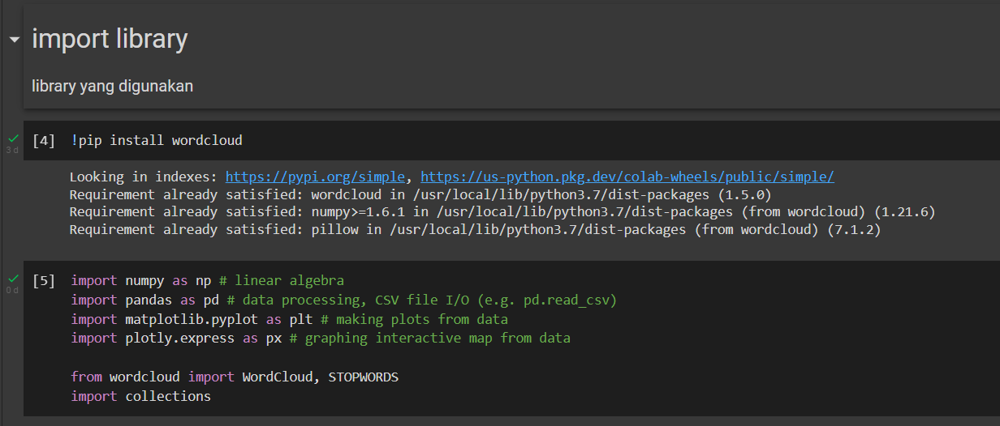 import library
library yang digunakan
[4] !pip install wordcloud
3 d
Looking in indexes: https://pypi.org/simple, https://us-python.pkg.dev/colab-wheels/public/simple/
Requirement already satisfied: wordcloud in /usr/local/lib/python3.7/dist-packages (1.5.0)
Requirement already satisfied: numpy>=1.6.1 in /usr/local/lib/python3.7/dist-packages (from wordcloud) (1.21.6)
Requirement already satisfied: pillow in /usr/local/lib/python3.7/dist-packages (from wordcloud) (7.1.2)
[5] import numpy as np # linear algebra
0 d
import pandas as pd # data processing, CSV file I/O (e.g. pd.read_csv)
import matplotlib.pyplot as plt # making plots from data
import plotly.express as px # graphing interactive map from data
from wordcloud import WordCloud, STOPWORDS
import collections